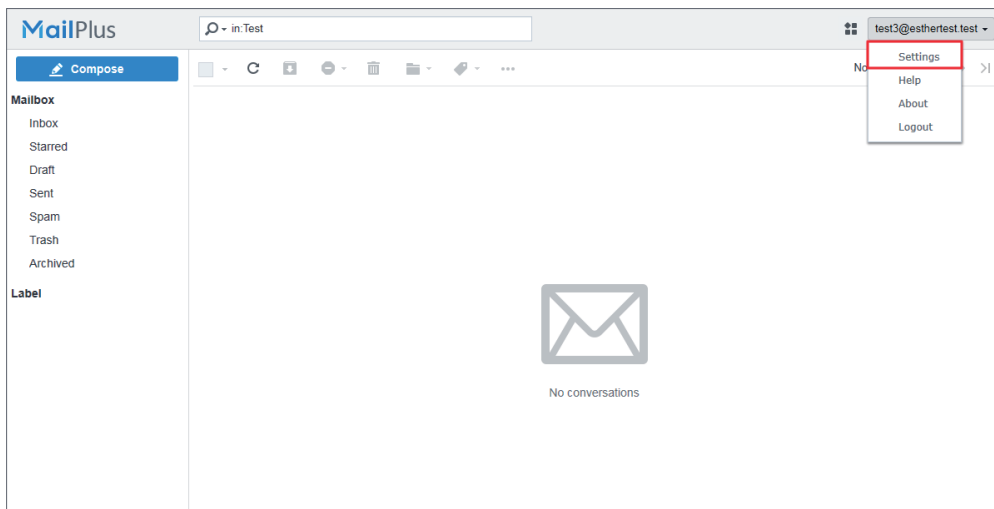 MailPlus
in:Test
test3@esthertest.test
Compose
No
Settings
Help
About
Logout
Mailbox
Inbox
Starred
Draft
Sent
Spam
Trash
Archived
Label
No conversations